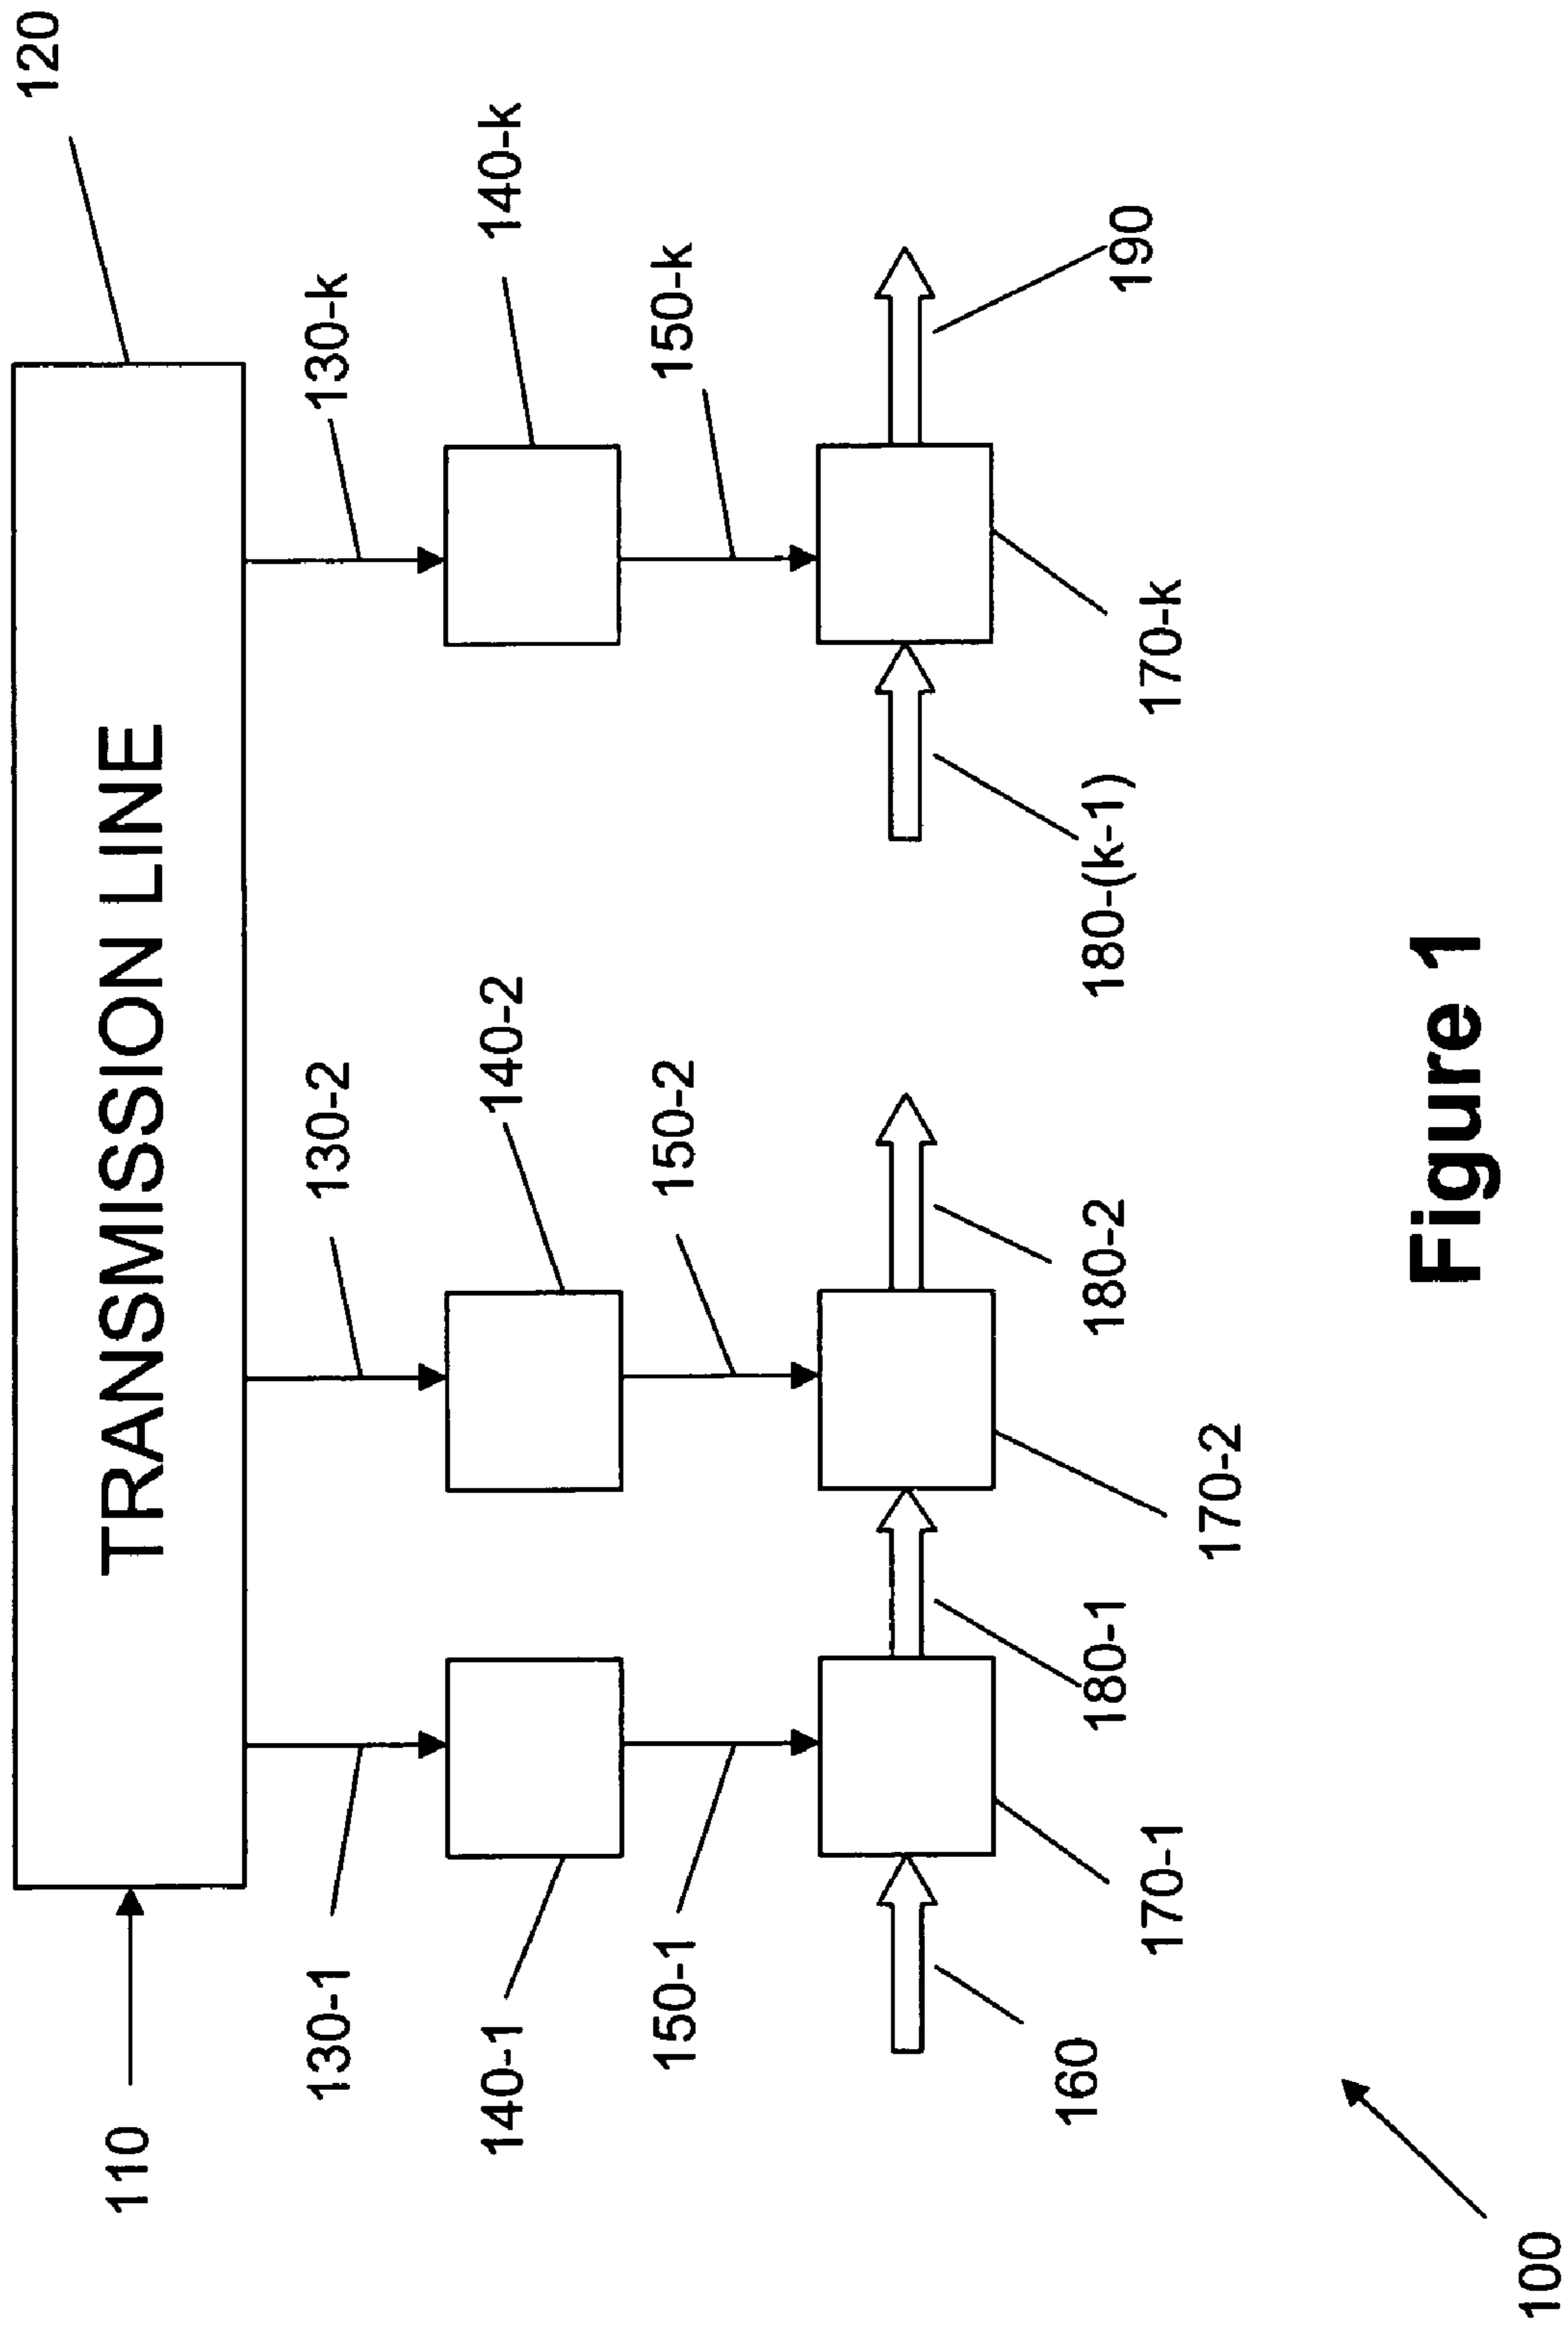 120
110
TRANSMISSION LINE
130-1
130-2
130-k
140-1
140-2
140-k
150-1
150-2
150-k
160
180-1
180-2
180-(k-1)
190
170-1
170-2
170-k
100
Figure 1